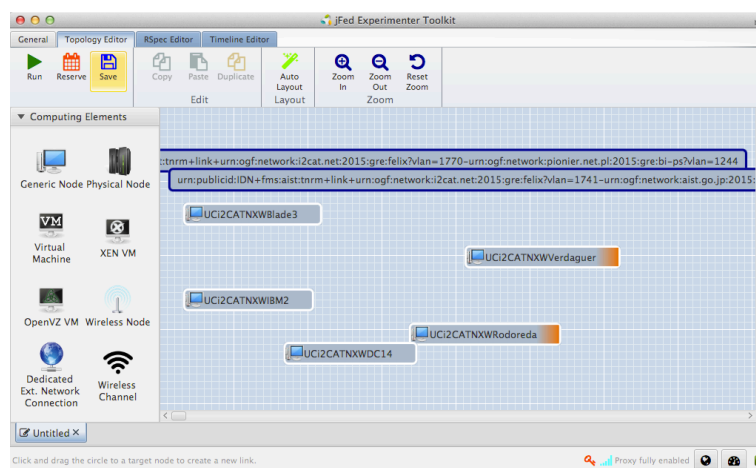 jFed Experimenter Toolkit
General Topology Editor RSpec Editor Timeline Editor
Run Reserve Save Copy Paste Duplicate Auto Layout Zoom In Zoom Out Reset Zoom
Edit Layout Zoom
Computing Elements
:tnrm+link+urn:ogf:network:i2cat.net:2015:gre:felix?vlan=1770-urn:ogf:network:pionier.net.pl:2015:gre:bi-ps?vlan=1244
urn:publicid:IDN+fms:aist:tnrm+link+urn:ogf:network:i2cat.net:2015:gre:felix?vlan=1741-urn:ogf:network:aist.go.jp:2015:
Generic Node Physical Node
UCi2CATNXWBlade3
Virtual Machine XEN VM
UCi2CATNXWVerdaguer
UCi2CATNXWIBM2
OpenVZ VM Wireless Node
UCi2CATNXWRodoreda
UCi2CATNXWDC14
Dedicated Ext. Network Connection Wireless Channel
Untitled
Click and drag the circle to a target node to create a new link.
Proxy fully enabled